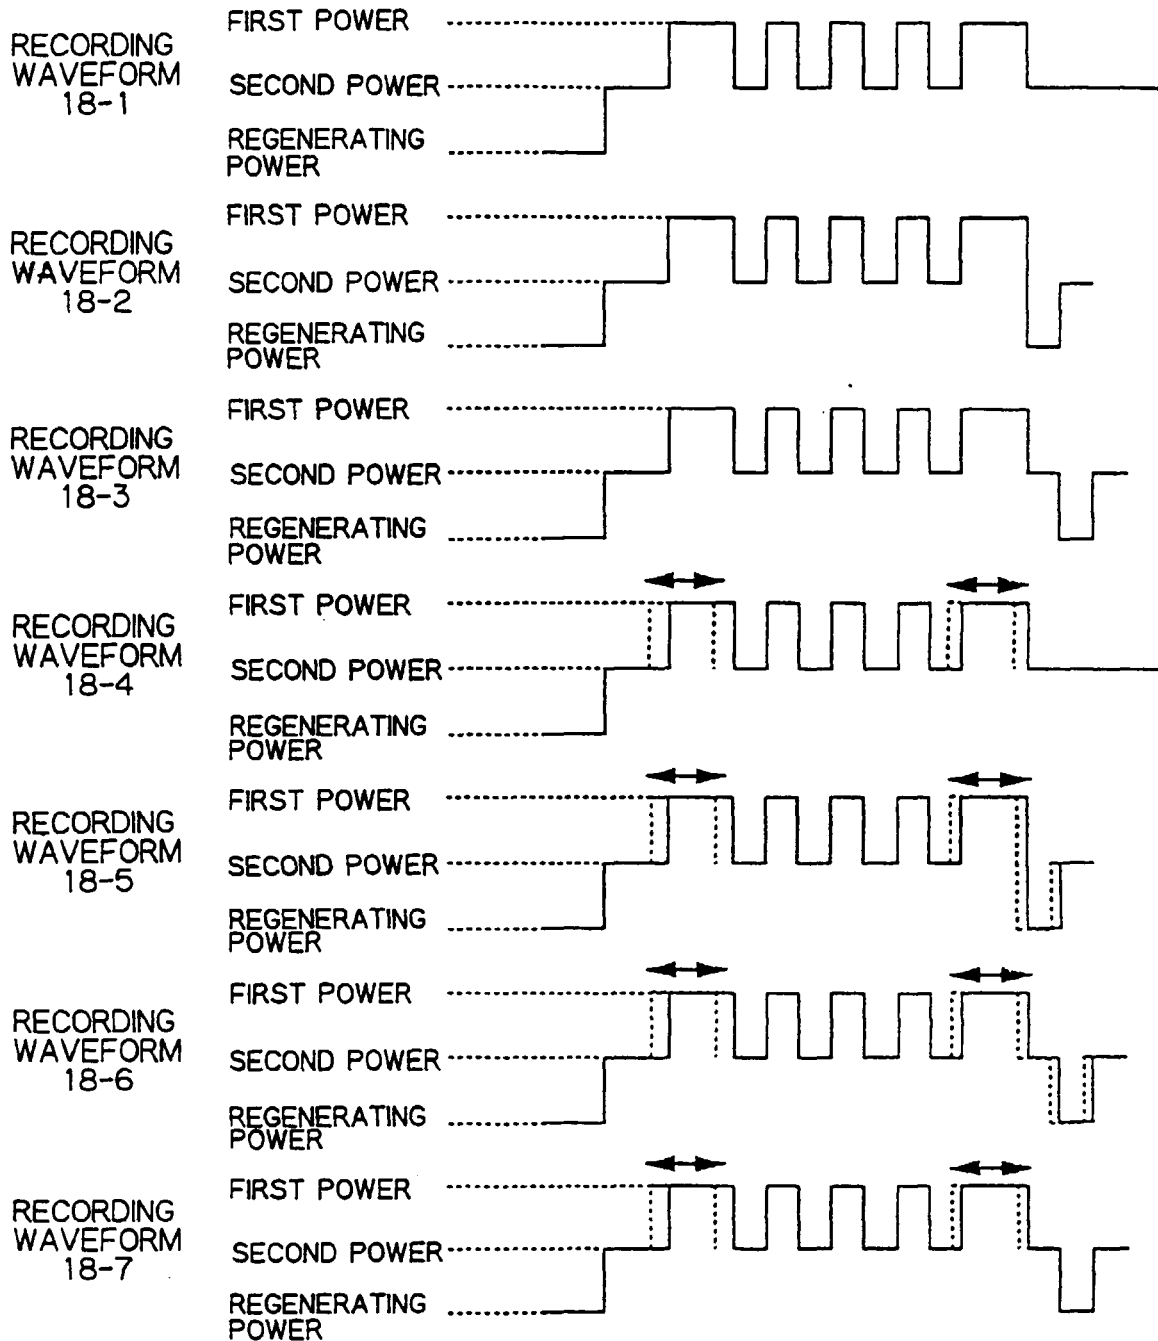 RECORDING
WAVEFORM
18-1
FIRST POWER
SECOND POWER
REGENERATING
POWER
RECORDING
WAVEFORM
18-2
FIRST POWER
SECOND POWER
REGENERATING
POWER
RECORDING
WAVEFORM
18-3
FIRST POWER
SECOND POWER
REGENERATING
POWER
RECORDING
WAVEFORM
18-4
FIRST POWER
SECOND POWER
REGENERATING
POWER
RECORDING
WAVEFORM
18-5
FIRST POWER
SECOND POWER
REGENERATING
POWER
RECORDING
WAVEFORM
18-6
FIRST POWER
SECOND POWER
REGENERATING
POWER
RECORDING
WAVEFORM
18-7
FIRST POWER
SECOND POWER
REGENERATING
POWER